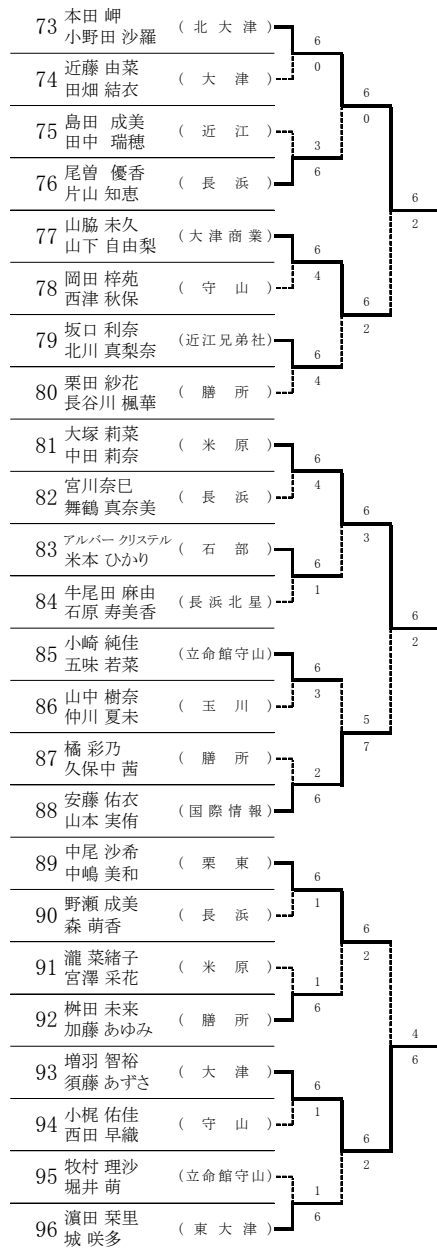 73 本田 岬
小野田 沙羅
( 北 大 津 )
6
0
74 近藤 由菜
田畑 結衣
( 大 津 )
6
0
75 島田 成美
田中 瑞穂
( 近 江 )
3
6
76 尾曽 優香
片山 知恵
( 長 浜 )
6
2
77 山脇 未久
山下 自由梨
( 大 津 商 業 )
6
4
78 岡田 梓苑
西津 秋保
( 守 山 )
6
2
79 坂口 利奈
北川 真梨奈
(近江兄弟社)
6
4
80 栗田 紗花
長谷川 楓華
( 膳 所 )
81 大塚 莉菜
中田 莉奈
( 米 原 )
6
4
82 宮川奈巳
舞鶴 真奈美
( 長 浜 )
6
3
83 アルバー クリステル
米本 ひかり
( 石 部 )
6
1
84 牛尾田 麻由
石原 寿美香
( 長 浜 北 星 )
6
2
85 小崎 純佳
五味 若菜
(立命館守山)
6
3
86 山中 樹奈
仲川 夏未
( 玉 川 )
5
7
87 橘 彩乃
久保中 茜
( 膳 所 )
2
6
88 安藤 佑衣
山本 実侑
( 国 際 情 報 )
89 中尾 沙希
中嶋 美和
( 栗 東 )
6
1
90 野瀬 成美
森 萌香
( 長 浜 )
6
2
91 瀧 菜緒子
宮澤 采花
( 米 原 )
1
6
92 桝田 未来
加藤 あゆみ
( 膳 所 )
4
6
93 増羽 智裕
須藤 あずさ
( 大 津 )
6
1
94 小梶 佑佳
西田 早織
( 守 山 )
6
2
95 牧村 理沙
堀井 萌
(立命館守山)
1
6
96 濵田 栞里
城 咲多
( 東 大 津 )